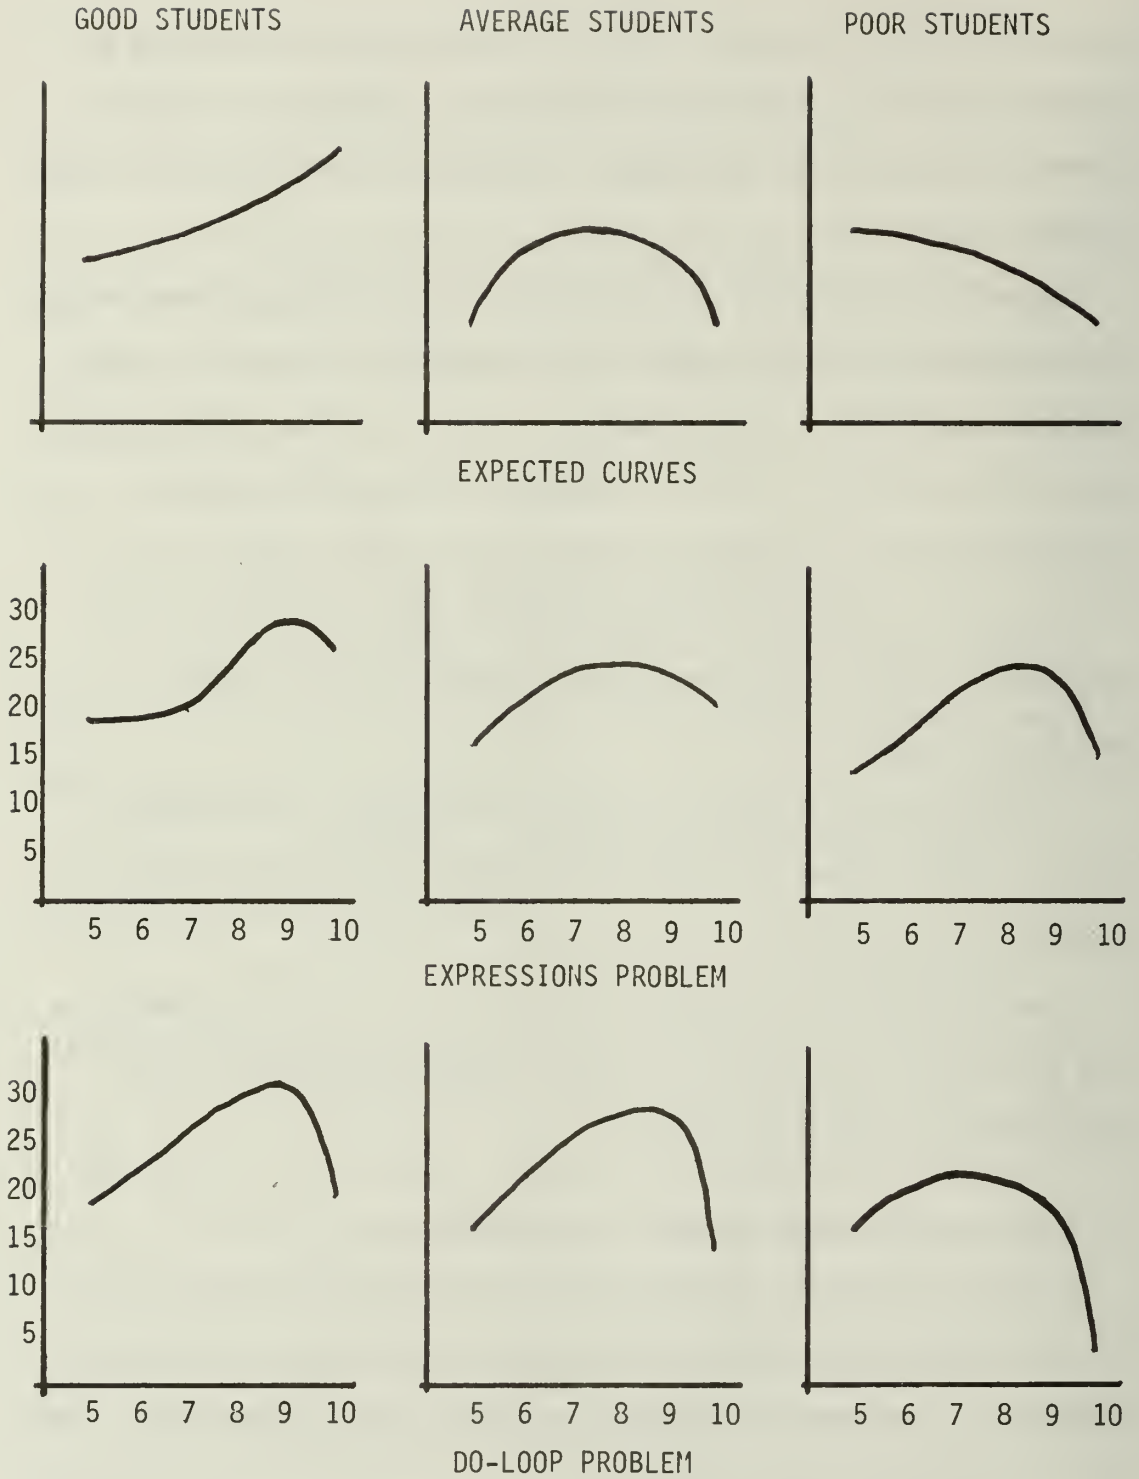 GOOD STUDENTS AVERAGE STUDENTS POOR STUDENTS
EXPECTED CURVES
30
25
20
15
10
5
5 6 7 8 9 10 5 6 7 8 9 10 5 6 7 8 9 10
EXPRESSIONS PROBLEM
30
25
20
15
10
5
5 6 7 8 9 10 5 6 7 8 9 10 5 6 7 8 9 10
DO-LOOP PROBLEM